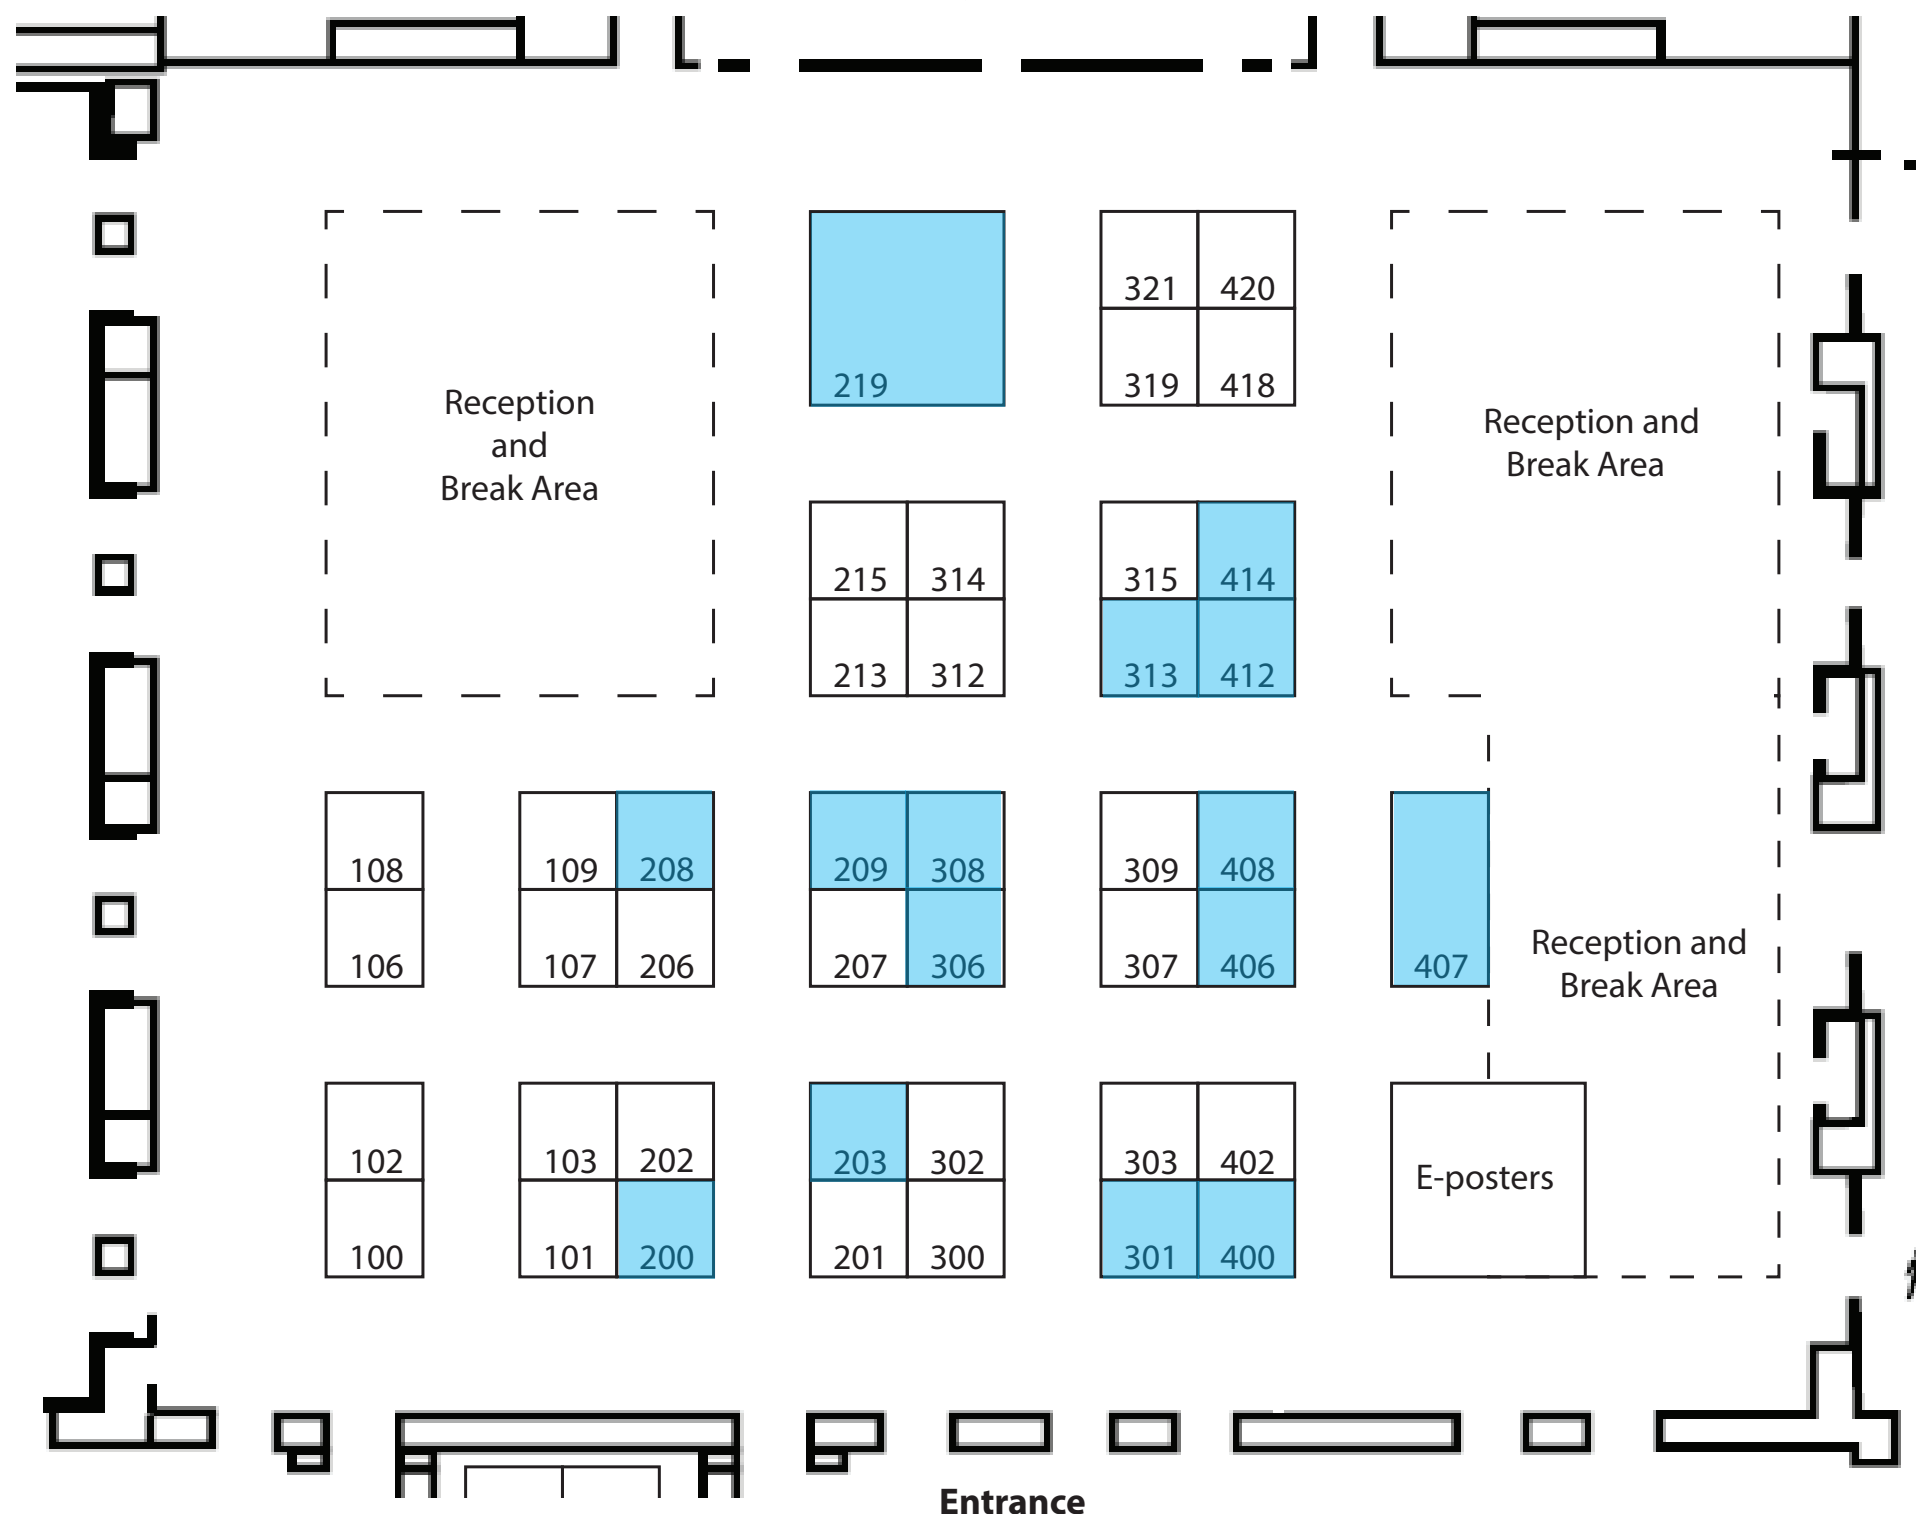 321 420
219 319 418
Reception
and
Break Area
Reception and
Break Area
215 314 315 414
213 312 313 412
108 109 208 209 308 309 408
106 107 206 207 306 307 406 407
Reception and
Break Area
102 103 202 203 302 303 402
E-posters
100 101 200 201 300 301 400
Entrance